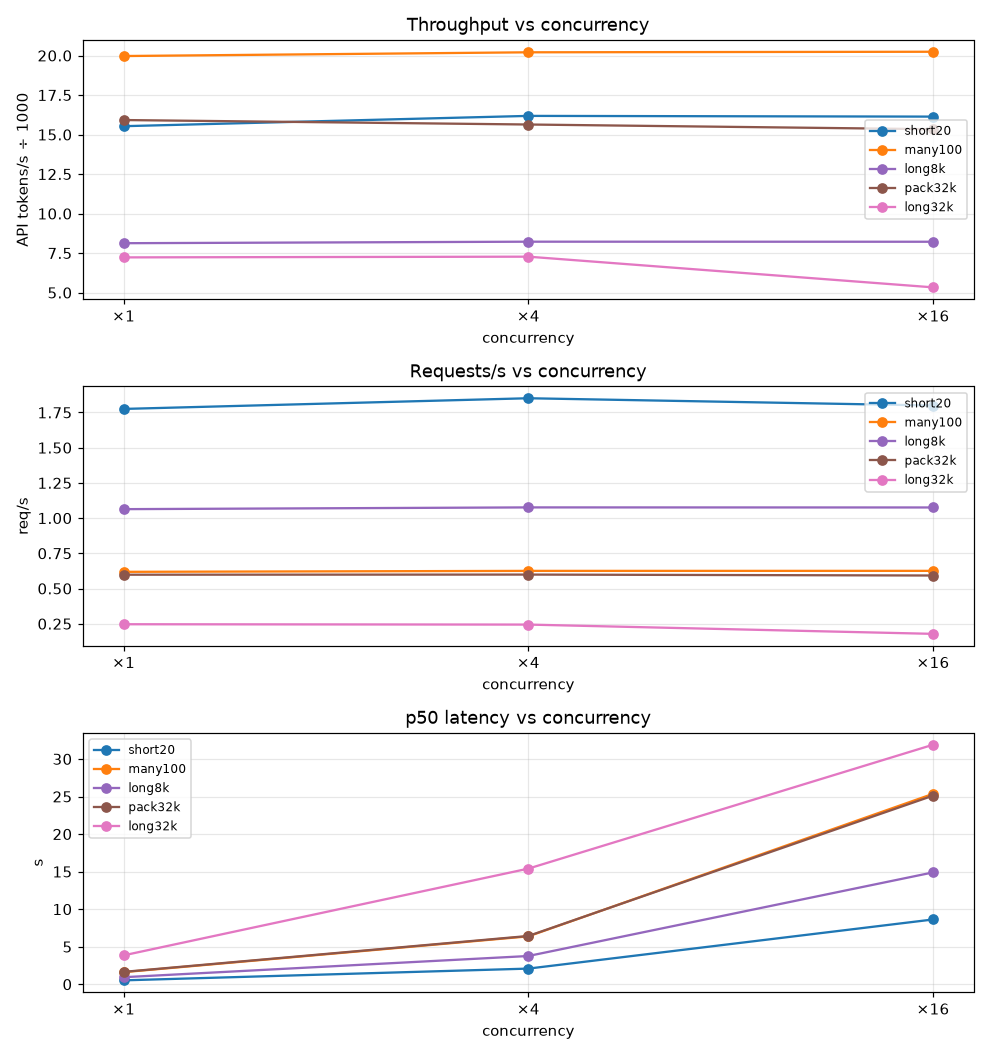 Throughput vs concurrency
API tokens/s ÷ 1000
20.0
17.5
15.0
12.5
10.0
7.5
5.0
short20
many100
long8k
pack32k
long32k
×1
×4
×16
concurrency
Requests/s vs concurrency
req/s
1.75
1.50
1.25
1.00
0.75
0.50
0.25
short20
many100
long8k
pack32k
long32k
×1
×4
×16
concurrency
p50 latency vs concurrency
s
30
25
20
15
10
5
0
short20
many100
long8k
pack32k
long32k
×1
×4
×16
concurrency